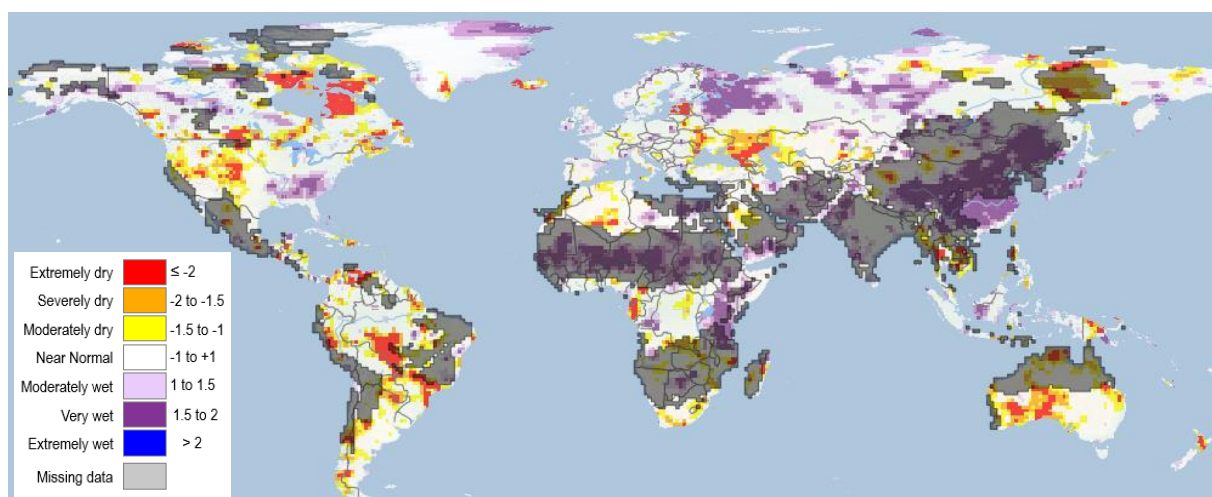 Extremely dry ≤ -2
Severely dry -2 to -1.5
Moderately dry -1.5 to -1
Near Normal -1 to +1
Moderately wet 1 to 1.5
Very wet 1.5 to 2
Extremely wet > 2
Missing data